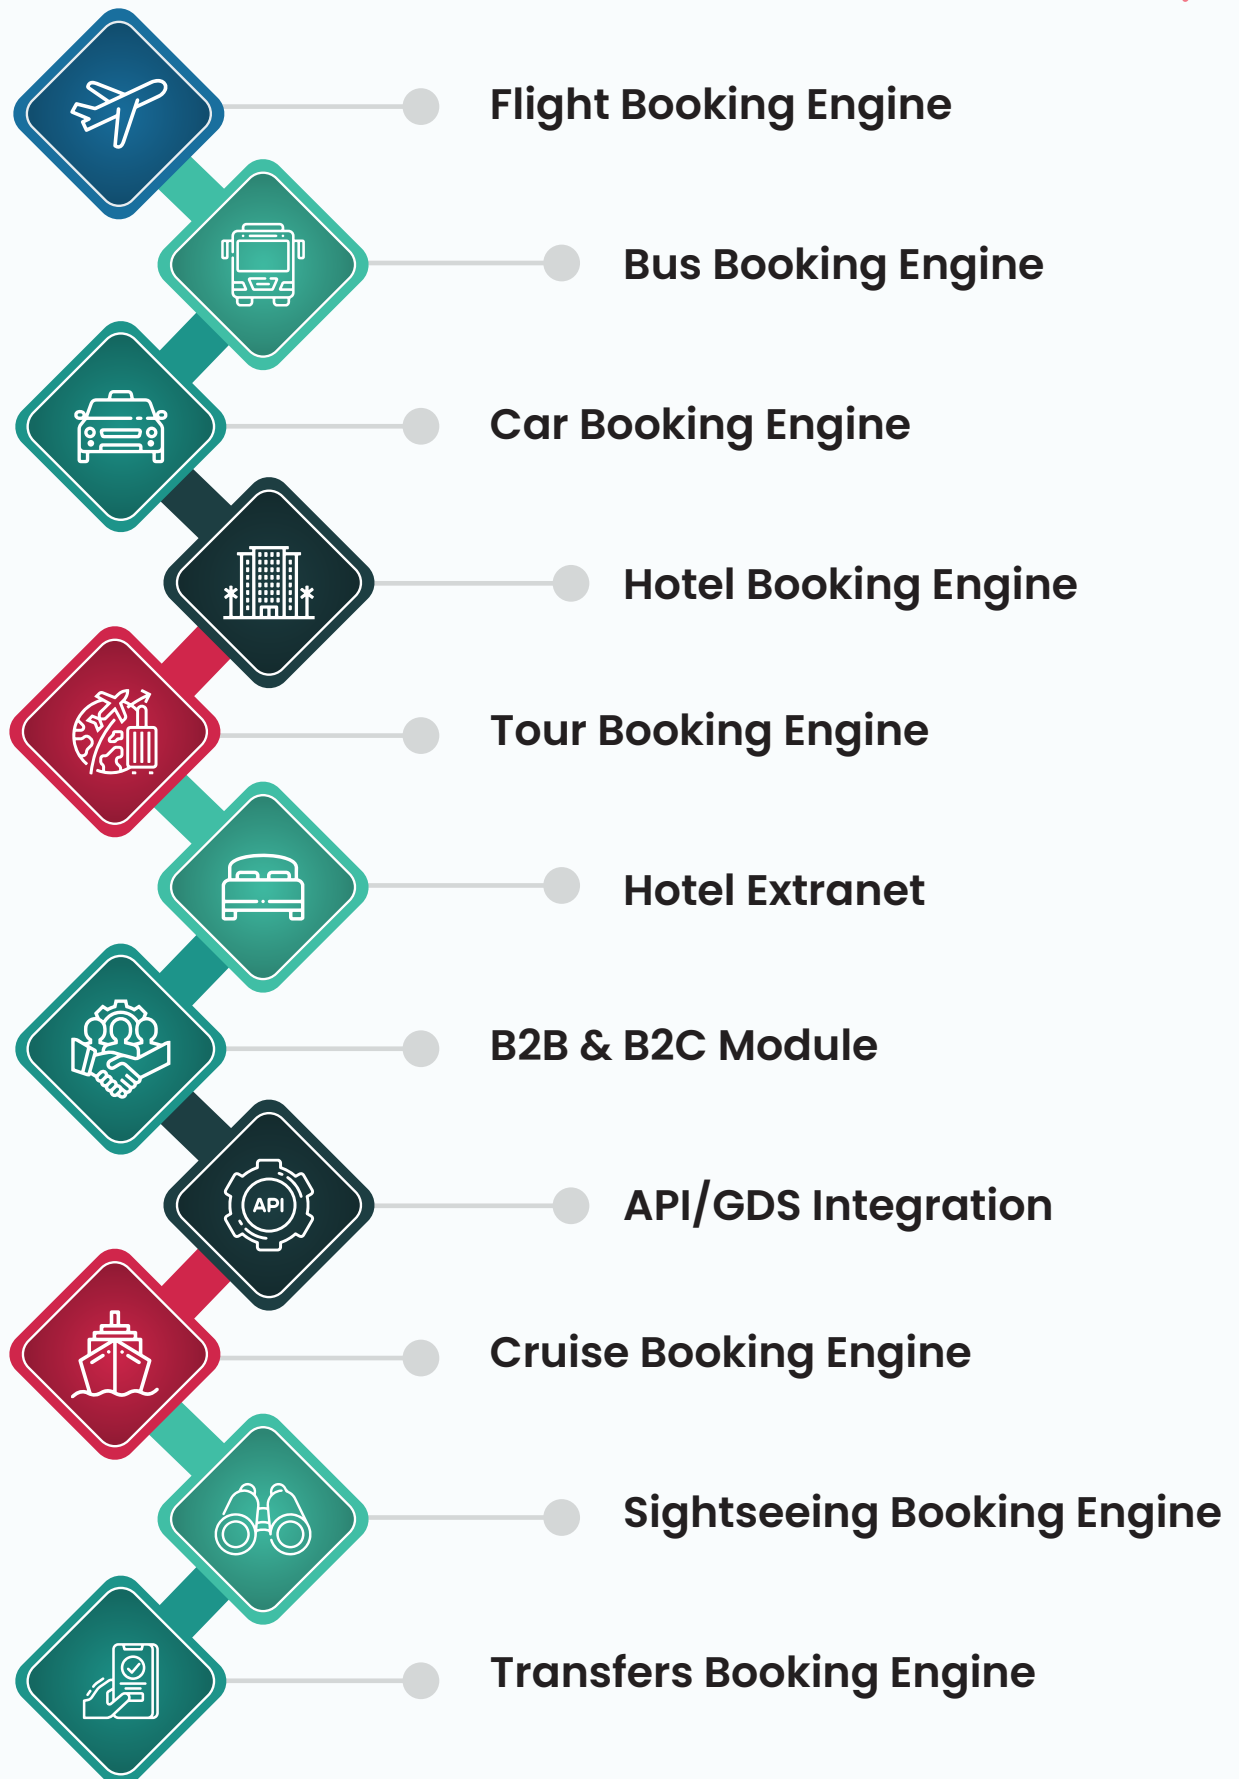 Flight Booking Engine
Bus Booking Engine
Car Booking Engine
Hotel Booking Engine
Tour Booking Engine
Hotel Extranet
B2B & B2C Module
API/GDS Integration
API
Cruise Booking Engine
Sightseeing Booking Engine
Transfers Booking Engine